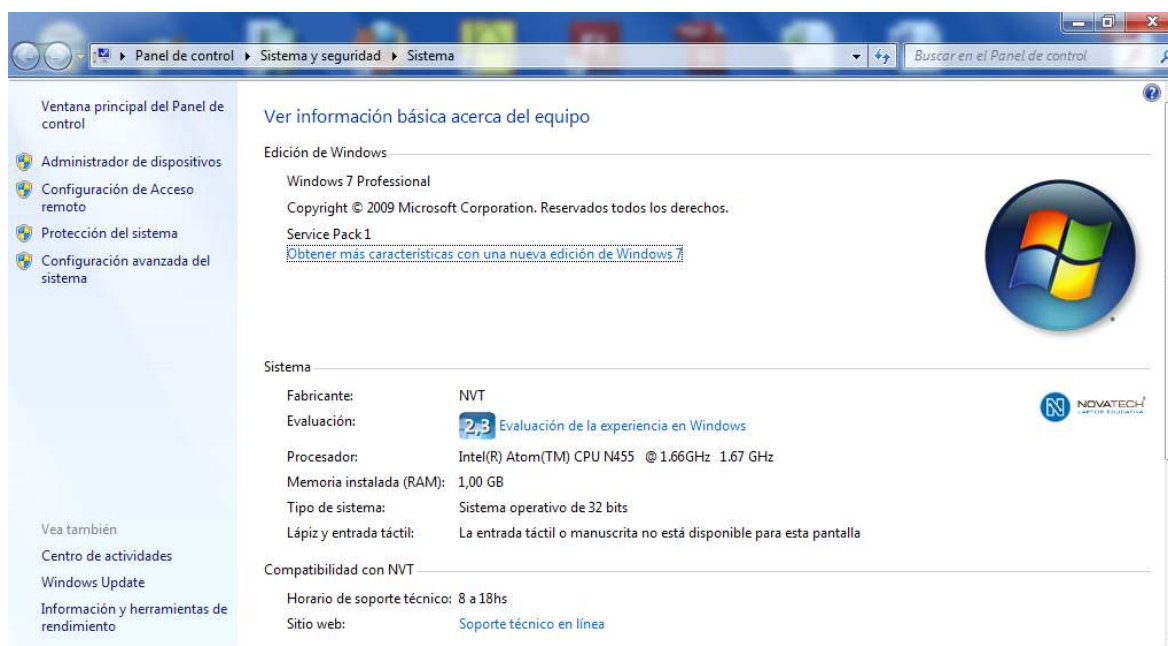 Panel de control ▸ Sistema y seguridad ▸ Sistema
Buscar en el Panel de control
Ventana principal del Panel de
control
Administrador de dispositivos
Configuración de Acceso
remoto
Protección del sistema
Configuración avanzada del
sistema
Vea también
Centro de actividades
Windows Update
Información y herramientas de
rendimiento
Ver información básica acerca del equipo
Edición de Windows
Windows 7 Professional
Copyright © 2009 Microsoft Corporation. Reservados todos los derechos.
Service Pack 1
Obtener más características con una nueva edición de Windows 7
Sistema
Fabricante: NVT
Evaluación: 2,3 Evaluación de la experiencia en Windows
Procesador: Intel(R) Atom(TM) CPU N455 @ 1.66GHz 1.67 GHz
Memoria instalada (RAM): 1,00 GB
Tipo de sistema: Sistema operativo de 32 bits
Lápiz y entrada táctil: La entrada táctil o manuscrita no está disponible para esta pantalla
NOVATECH
LAPTOP EDUCATIVA
Compatibilidad con NVT
Horario de soporte técnico: 8 a 18hs
Sitio web: Soporte técnico en línea